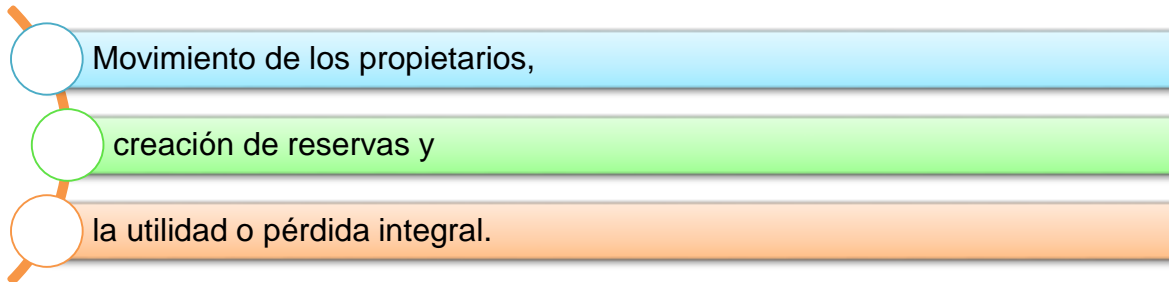 Movimiento de los propietarios,
creación de reservas y
la utilidad o pérdida integral.